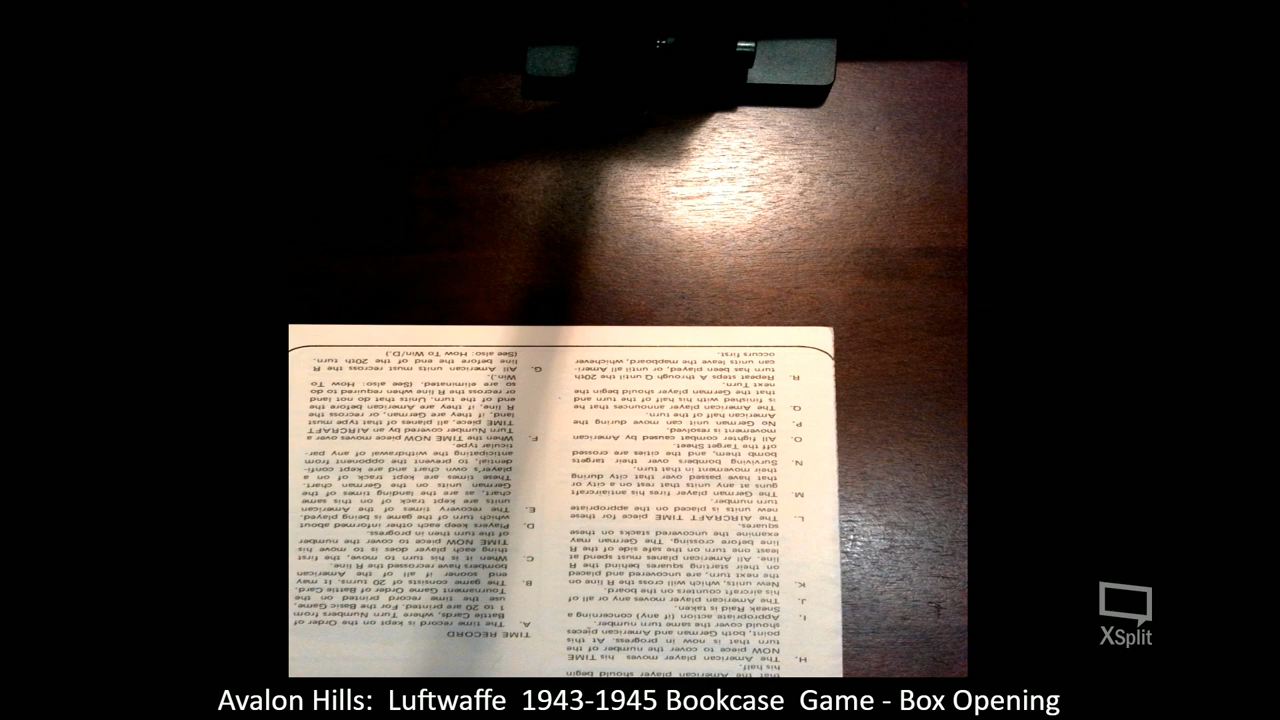 that the American player should begin
his half.
H. The American player moves his TIME
NOW piece to cover the number of the
turn that is now in progress. At this
point, both German and American pieces
should cover the same turn number.
I. Appropriate action (if any) concerning a
Sneak Raid is taken.
J. The American player moves any or all of
his aircraft counters on the board.
K. New units, which will cross the R line on
the next turn, are uncovered and placed
on their starting squares behind the R
line. All American planes must spend at
least one turn on the safe side of the R
line before crossing. The German may
examine the uncovered stacks on these
squares.
L. The AIRCRAFT TIME piece for these
new units is placed on the appropriate
turn number.
M. The German player fires his antiaircraft
guns at any units that rest on a city or
that have passed over that city during
their movement in that turn.
N. Surviving bombers over their targets
bomb them, and the cities are crossed
off the Target Sheet.
O. All fighter combat caused by American
movement is resolved.
P. No German unit can move during the
American half of the turn.
Q. The American player announces that he
is finished with his half of the turn and
that the German player should begin the
next Turn.
R. Repeat steps A through Q until the 20th
turn has been played, or until all Ameri-
can units leave the mapboard, whichever
occurs first.
TIME RECORD
A. The time record is kept on the Order of
Battle Cards, where Turn Numbers from
1 to 20 are printed. For the Basic Game,
use the time record printed on the
Tournament Game Order of Battle Card.
B. The game consists of 20 turns. It may
end sooner if all of the American
bombers have recrossed the R line.
C. When it is his turn to move, the first
thing each player does is to move his
TIME NOW piece to cover the number
of the turn then in progress.
D. Players keep each other informed about
which turn of the game is being played.
E. The recovery times of the American
units are kept track of on this same
chart, as are the landing times of the
German units on the German chart.
These times are kept track of on a
player's own chart and are kept confi-
dential, to prevent the opponent from
anticipating the withdrawal of any par-
ticular type.
F. When the TIME NOW piece moves over a
Turn Number covered by an AIRCRAFT
TIME piece, all planes of that type must
land, if they are German, or recross the
R line, if they are American before the
end of the turn. Units that do not land
or recross the R line when required to do
so are eliminated. (See also: How To
Win.).
G. All American units must recross the R
line before the end of the 20th turn.
(See also: How To Win/D.)
XSplit
Avalon Hills: Luftwaffe 1943-1945 Bookcase Game - Box Opening